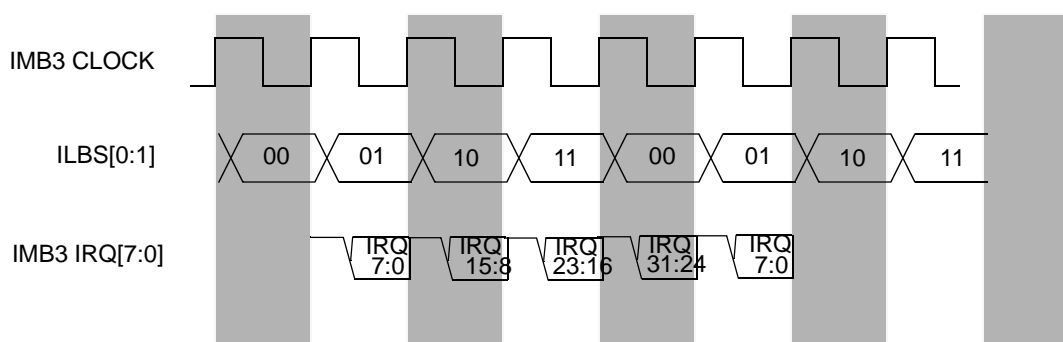 IMB3 CLOCK
ILBS[0:1] 00 01 10 11 00 01 10 11
IMB3 IRQ[7:0] IRQ IRQ IRQ IRQ IRQ
7:0 15:8 23:16 31:24 7:0